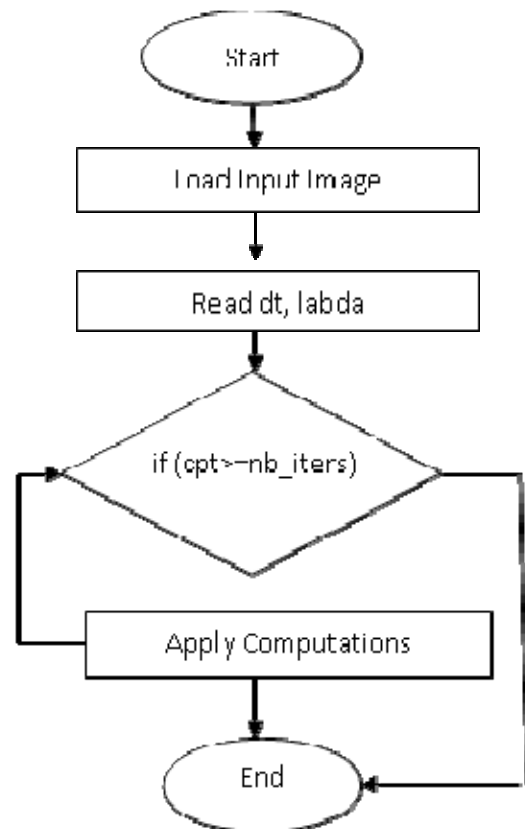 Start
Load Input Image
Read dt, labda
if (cpt>=nb_iters)
Apply Computations
End